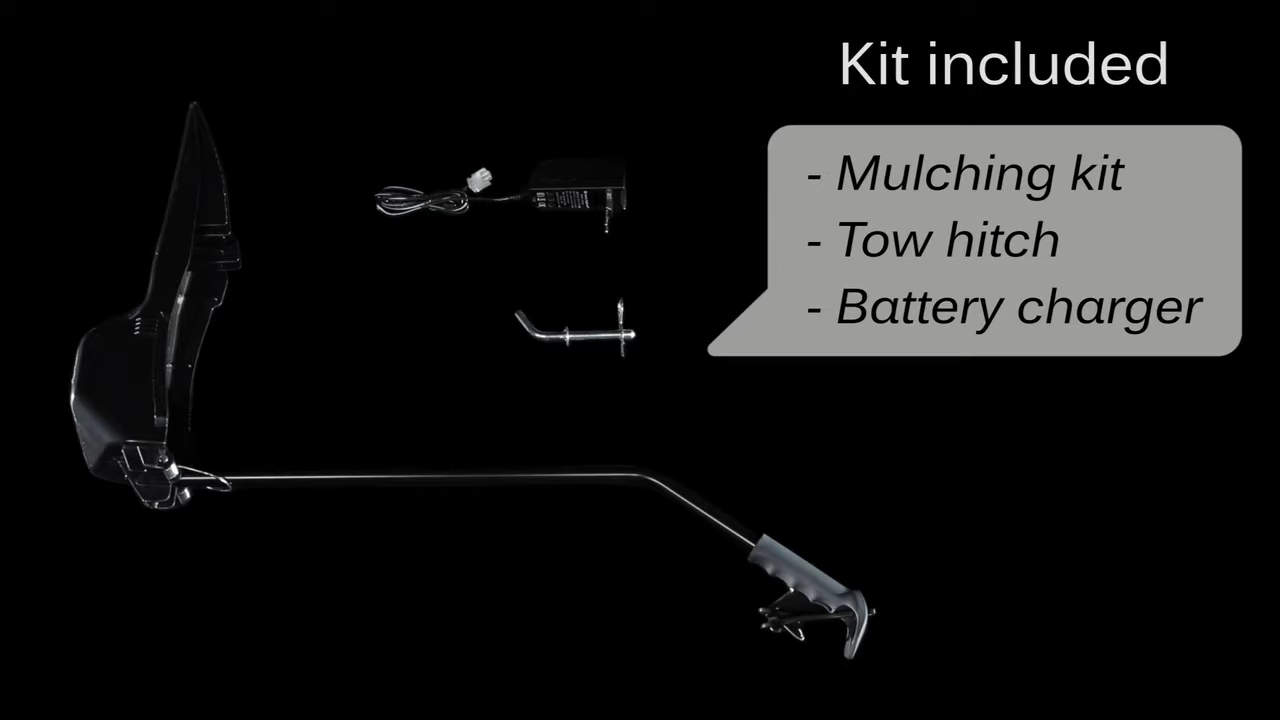 Kit included
- Mulching kit
- Tow hitch
- Battery charger